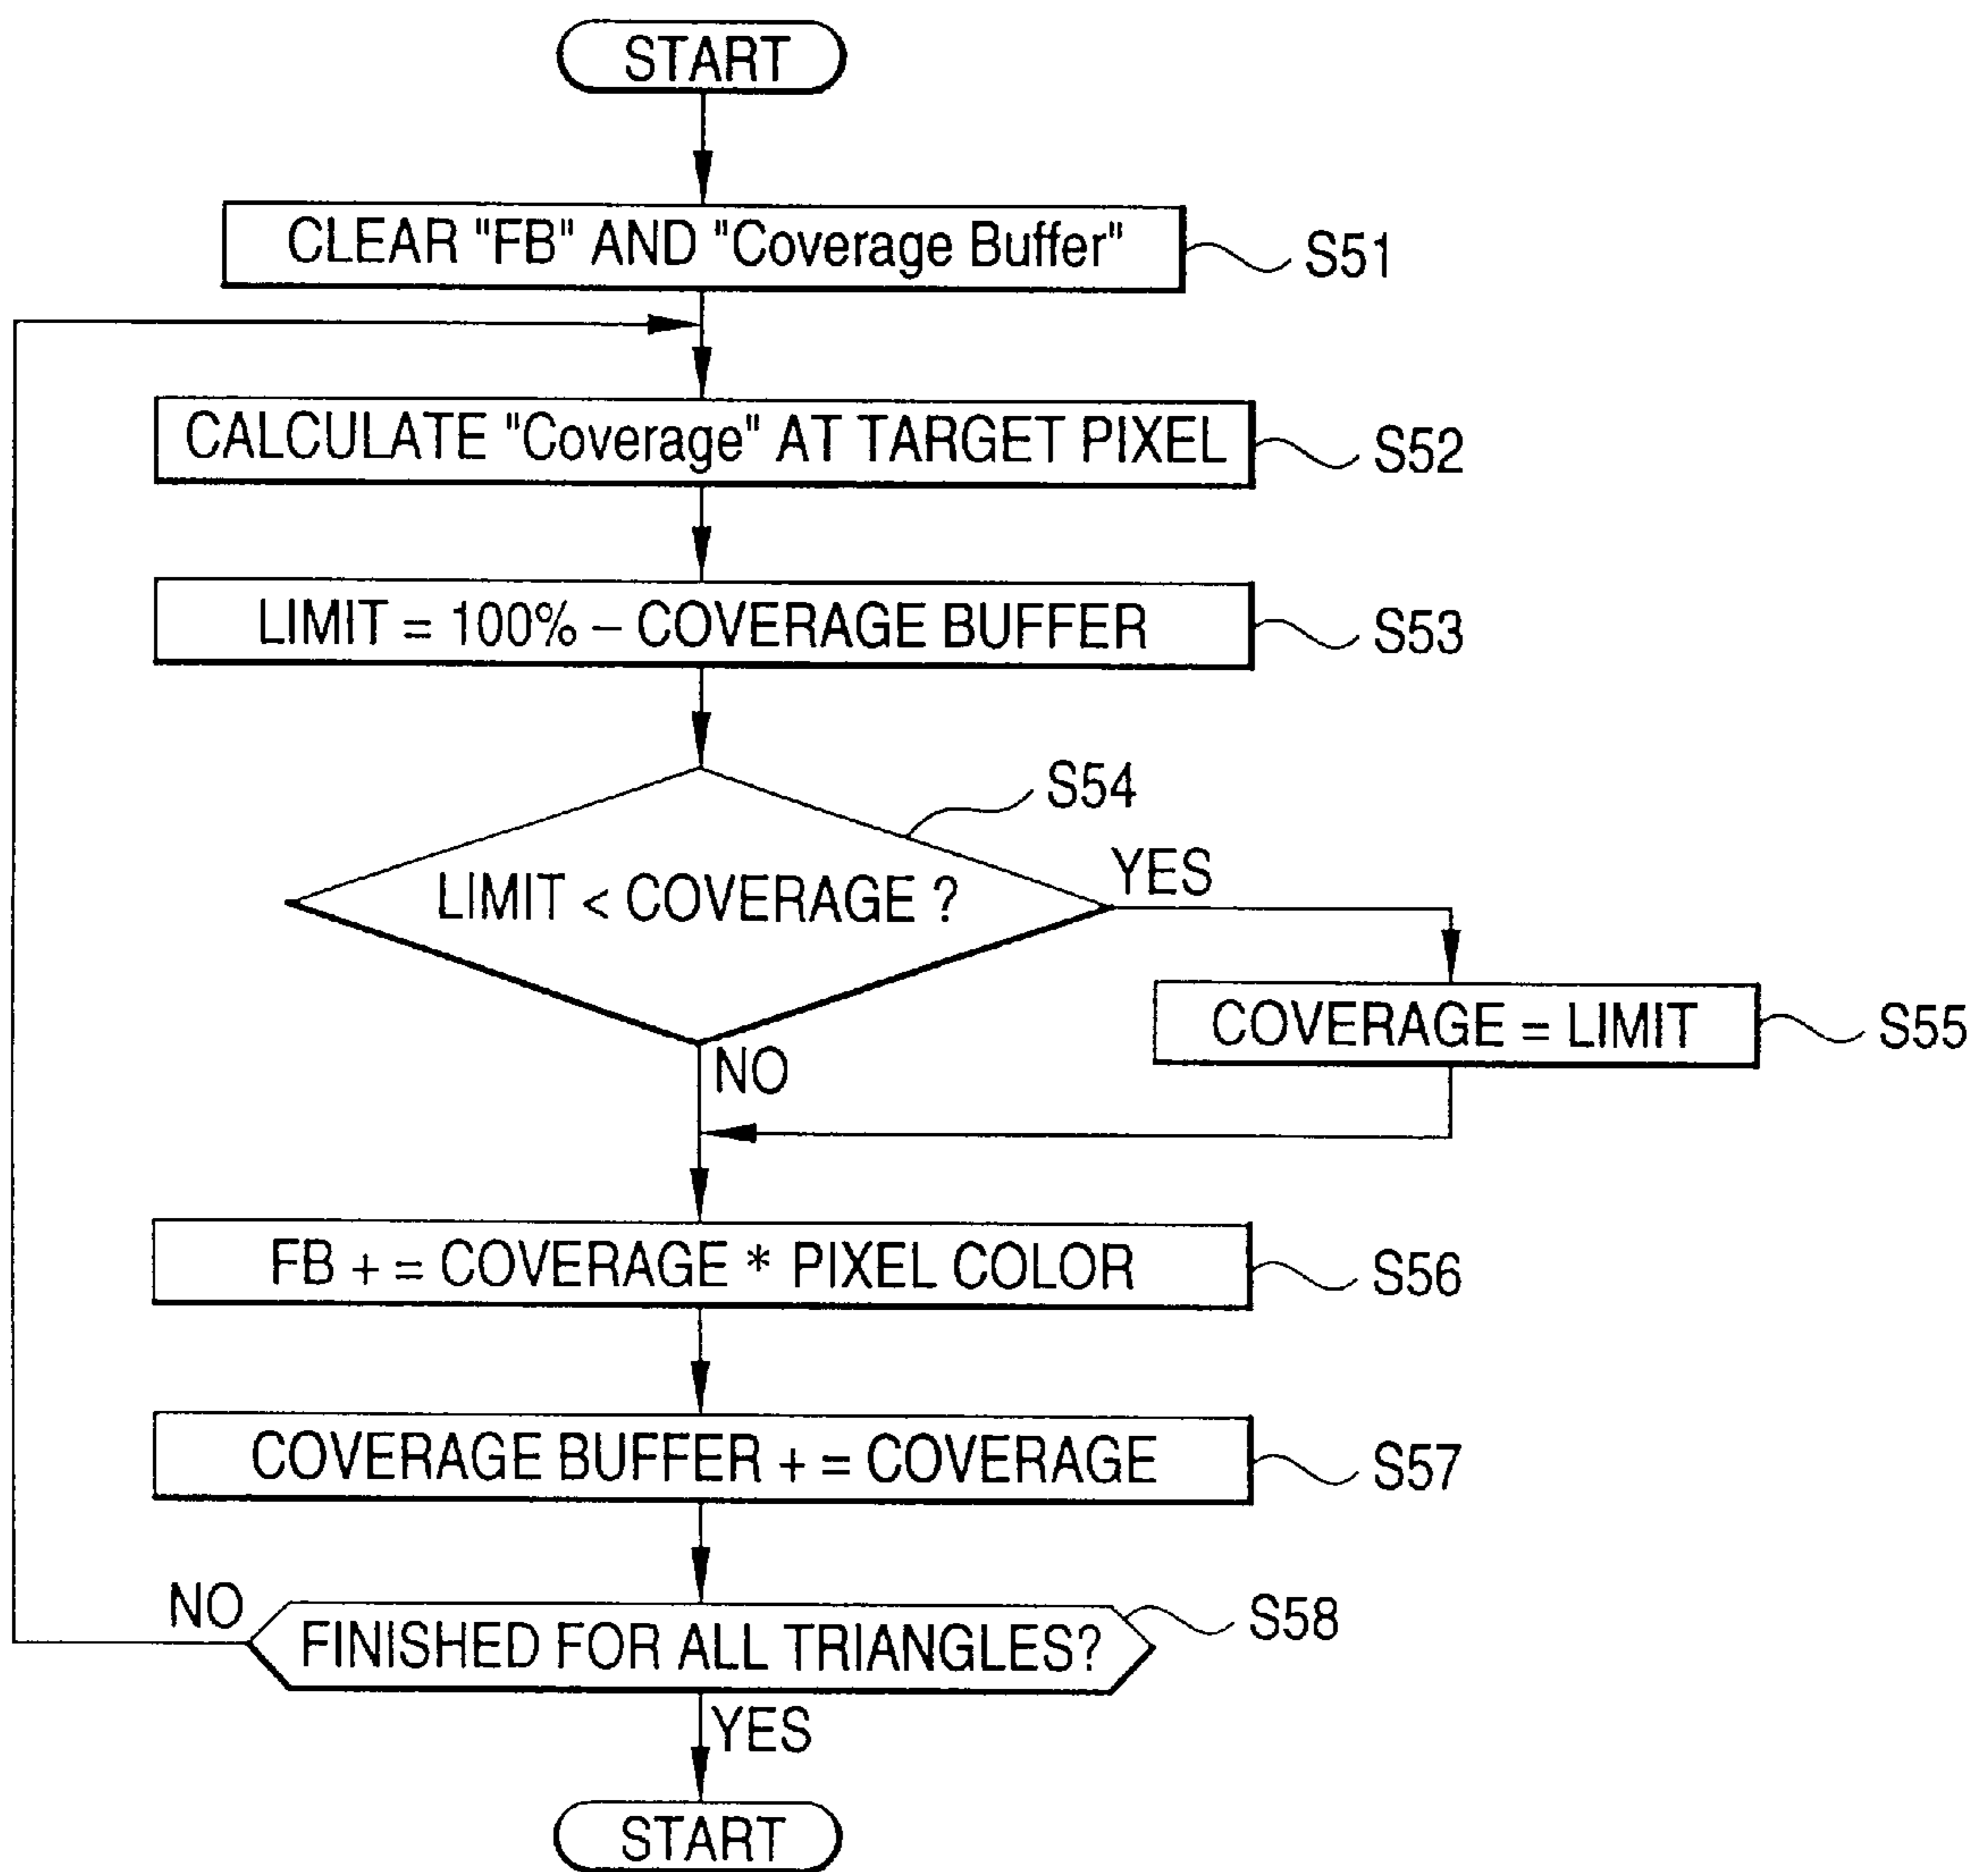 START
CLEAR "FB" AND "Coverage Buffer"
S51
CALCULATE "Coverage" AT TARGET PIXEL
S52
LIMIT = 100% – COVERAGE BUFFER
S53
S54
LIMIT < COVERAGE ?
YES
COVERAGE = LIMIT
S55
NO
FB + = COVERAGE * PIXEL COLOR
S56
COVERAGE BUFFER + = COVERAGE
S57
NO
FINISHED FOR ALL TRIANGLES?
S58
YES
START